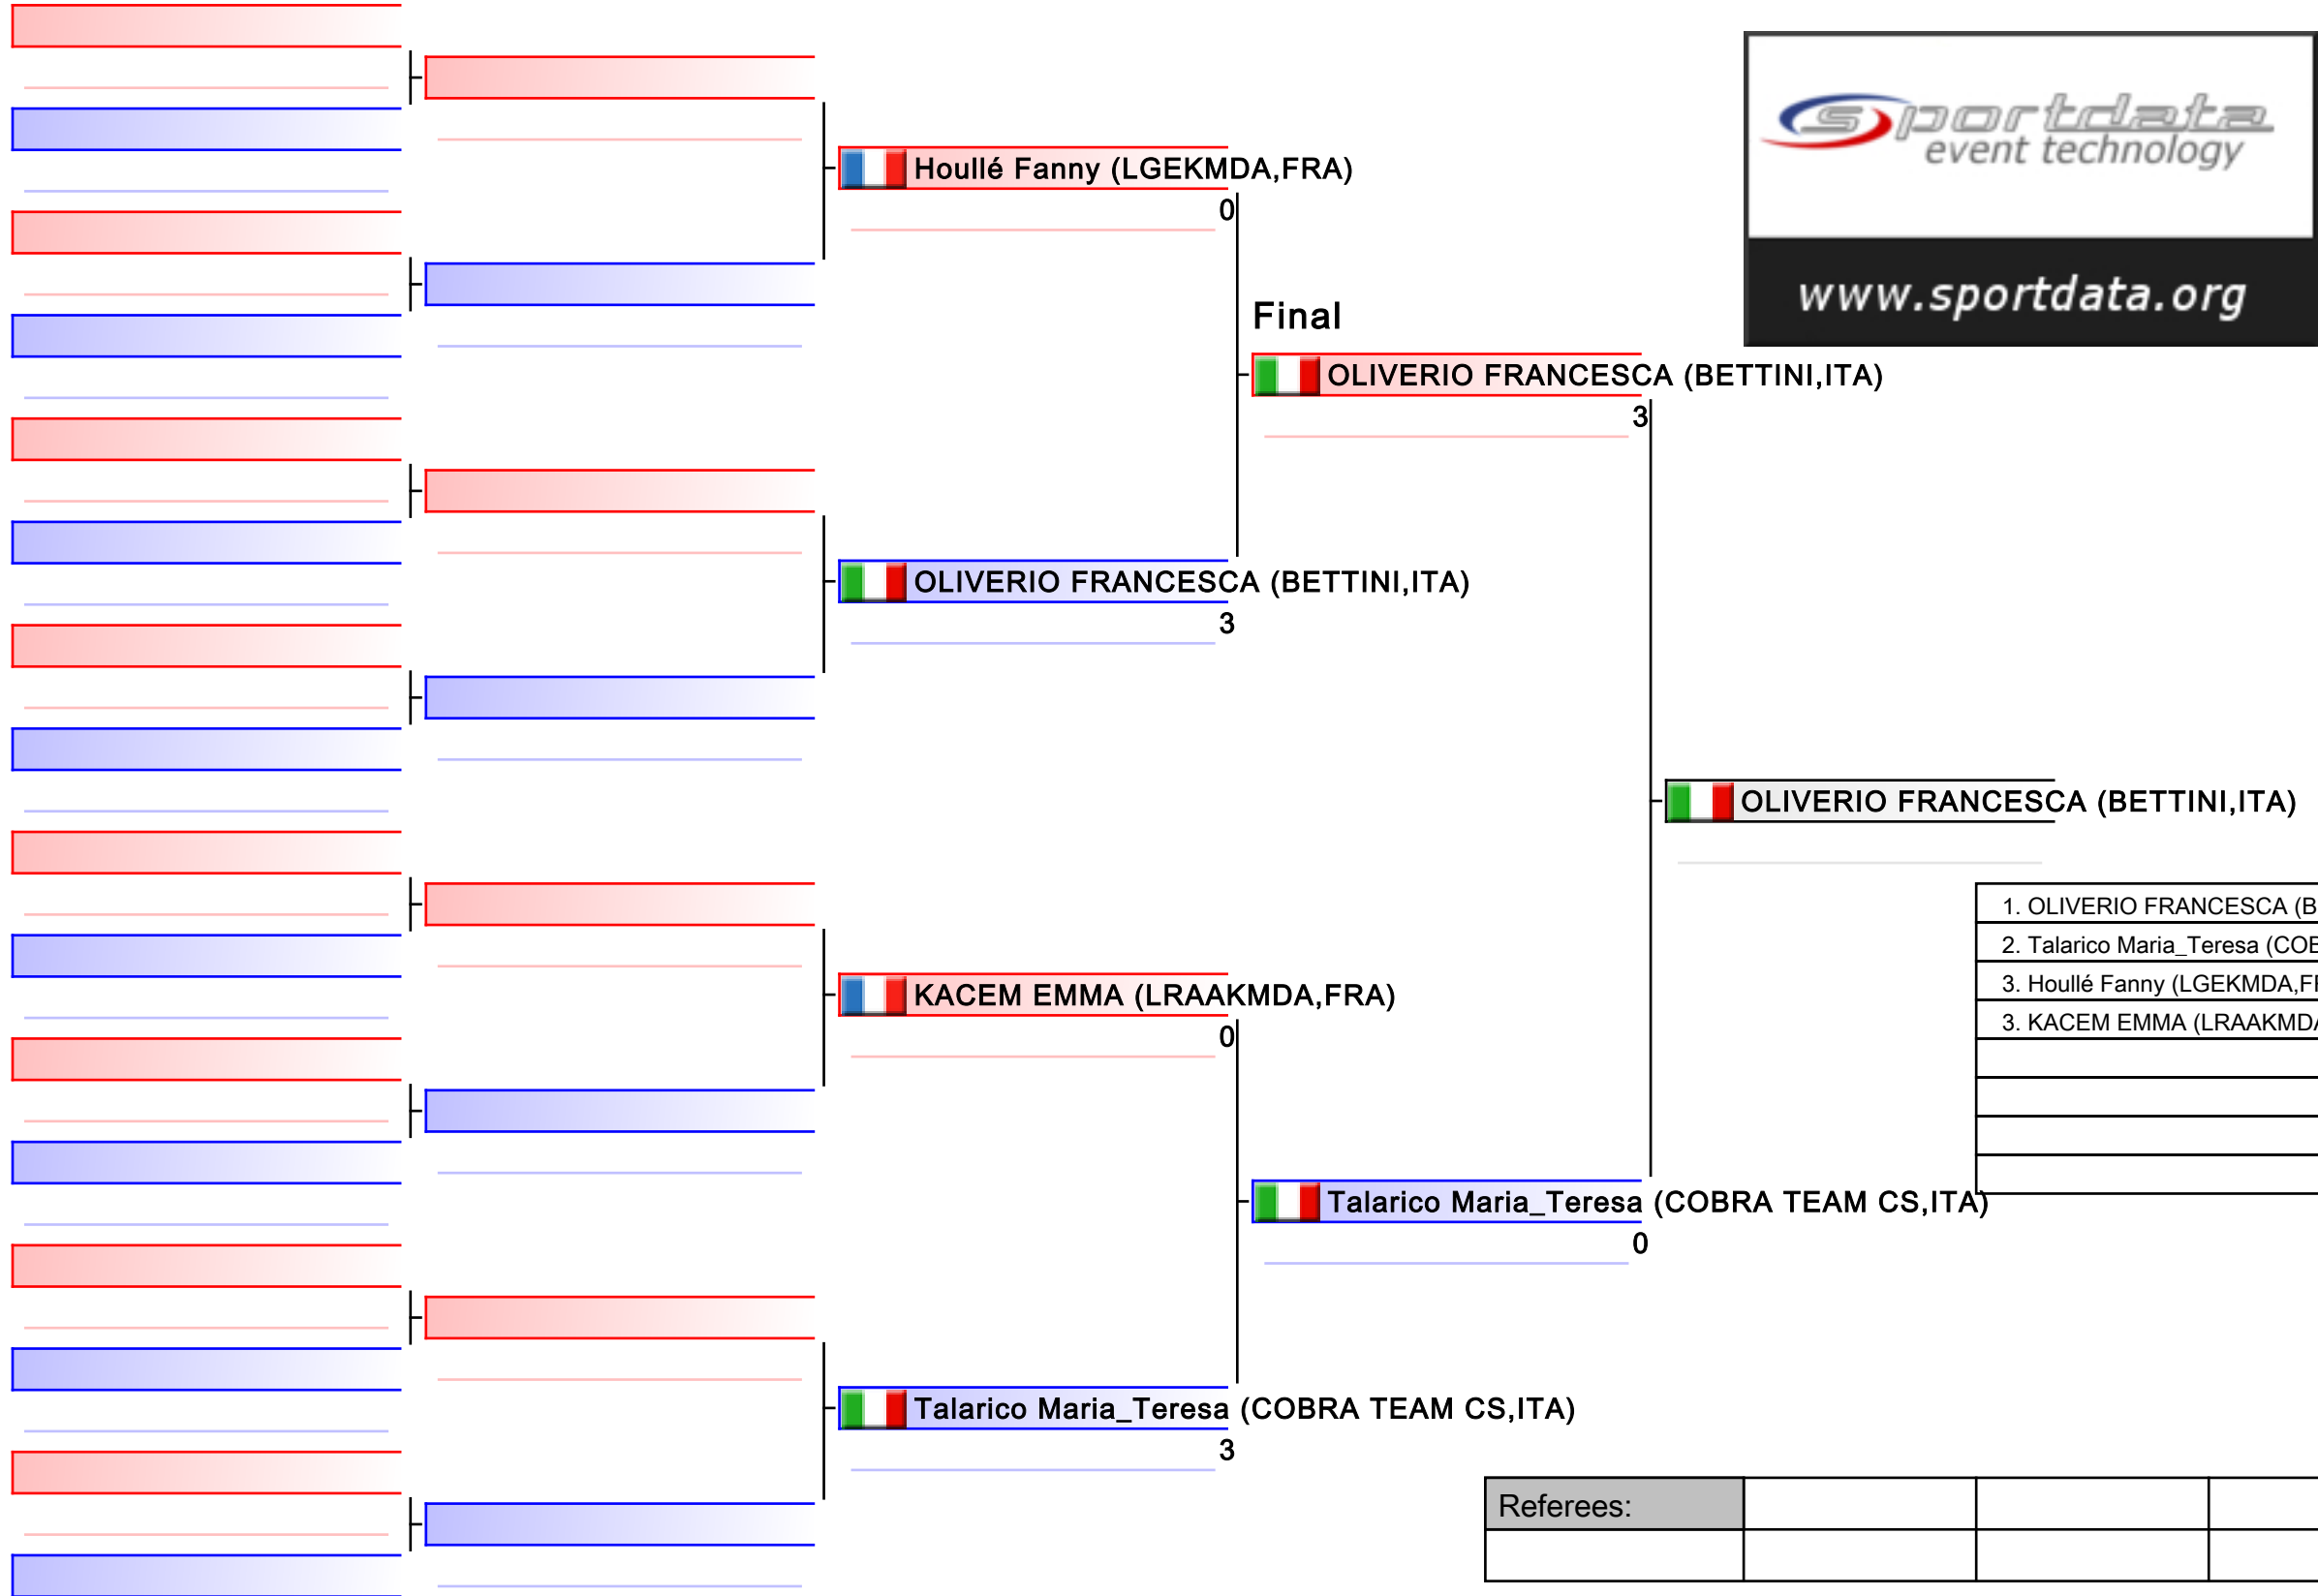 sportdata
event technology
www.sportdata.org
Houllé Fanny (LGEKMDA,FRA)
0
Final
OLIVERIO FRANCESCA (BETTINI,ITA)
3
OLIVERIO FRANCESCA (BETTINI,ITA)
3
OLIVERIO FRANCESCA (BETTINI,ITA)
1. OLIVERIO FRANCESCA (B
2. Talarico Maria_Teresa (COB
3. Houllé Fanny (LGEKMDA,FR
3. KACEM EMMA (LRAAKMDA
KACEM EMMA (LRAAKMDA,FRA)
0
Talarico Maria_Teresa (COBRA TEAM CS,ITA)
0
Talarico Maria_Teresa (COBRA TEAM CS,ITA)
3
Referees: